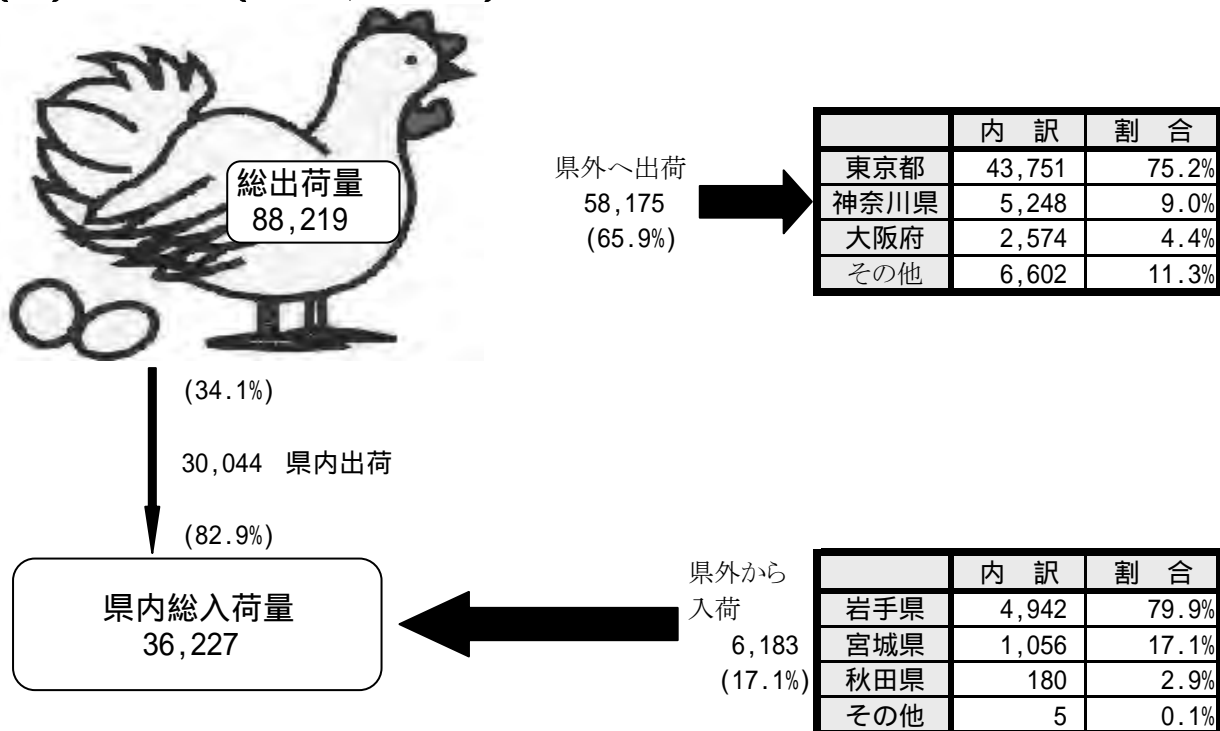 総出荷量
88,219
県外へ出荷
58,175
(65.9%)
内 訳 割 合
東京都 43,751 75.2%
神奈川県 5,248 9.0%
大阪府 2,574 4.4%
その他 6,602 11.3%
(34.1%)
30,044 県内出荷
(82.9%)
県内総入荷量
36,227
県外から
入荷
6,183
(17.1%)
内 訳 割 合
岩手県 4,942 79.9%
宮城県 1,056 17.1%
秋田県 180 2.9%
その他 5 0.1%